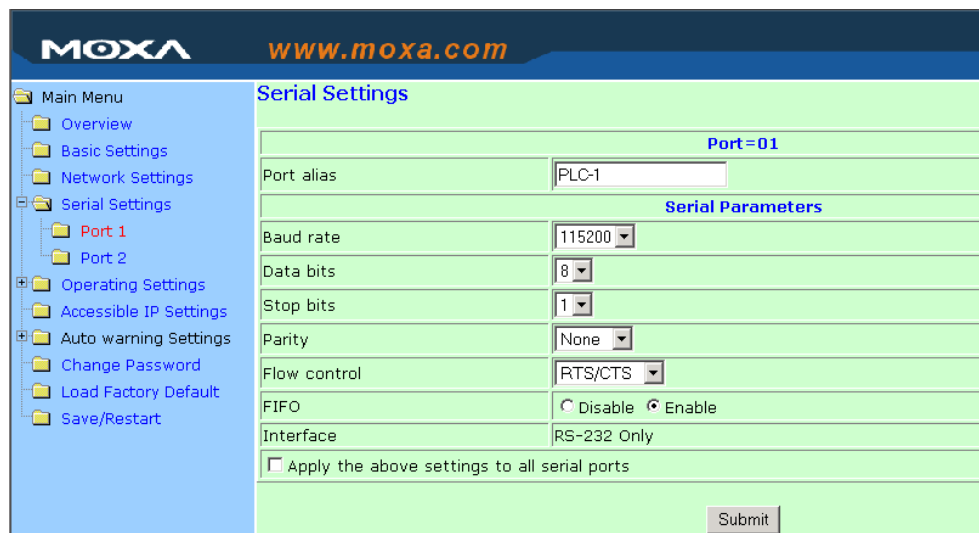 MOXA www.moxa.com
Main Menu
Overview
Basic Settings
Network Settings
Serial Settings
Port 1
Port 2
Operating Settings
Accessible IP Settings
Auto warning Settings
Change Password
Load Factory Default
Save/Restart
Serial Settings
Port=01
Port alias PLC-1
Serial Parameters
Baud rate 115200
Data bits 8
Stop bits 1
Parity None
Flow control RTS/CTS
FIFO Disable Enable
Interface RS-232 Only
Apply the above settings to all serial ports
Submit